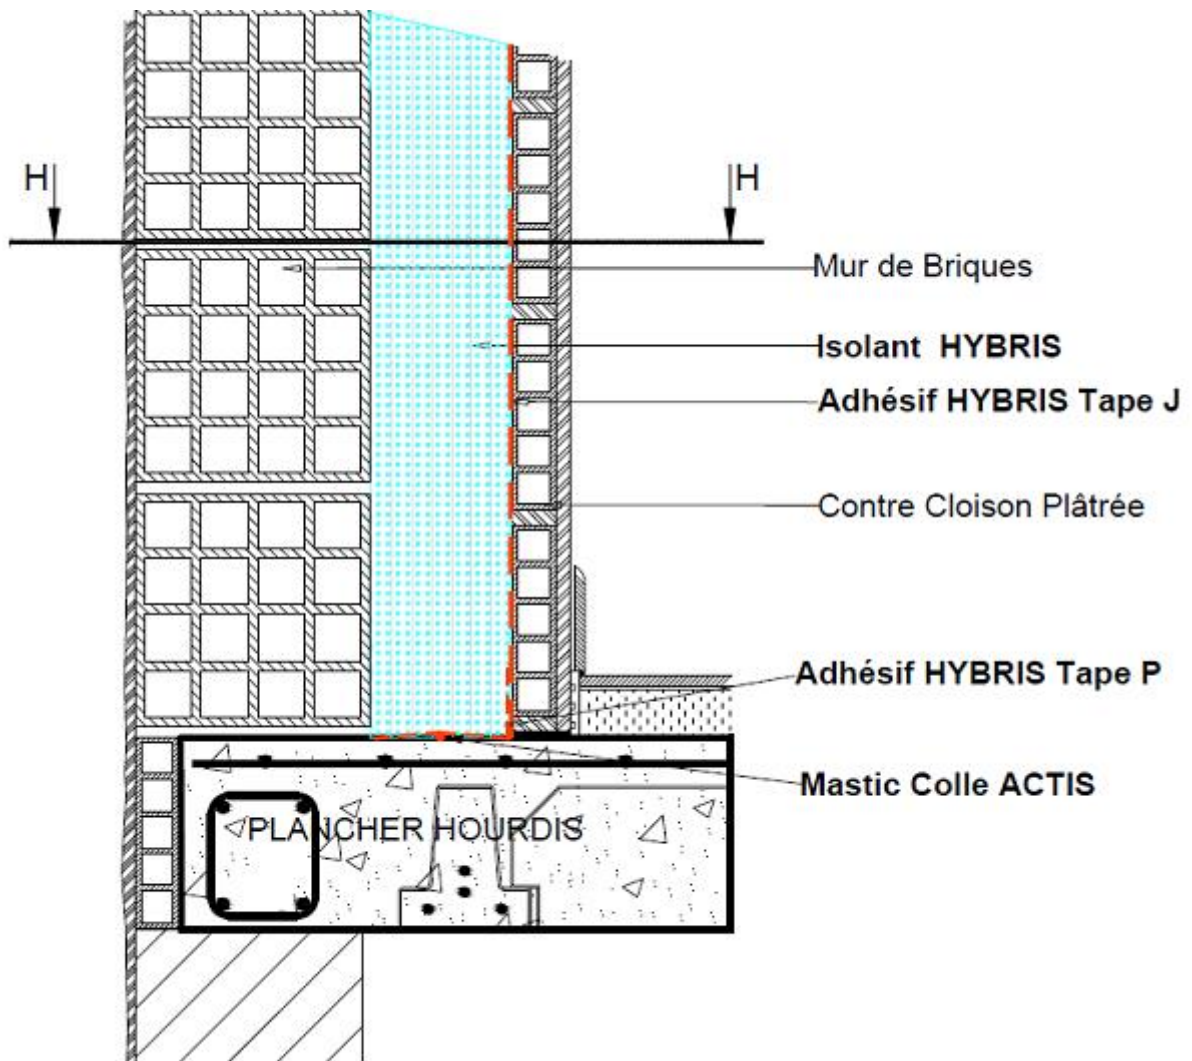 H
H
Mur de Briques
Isolant HYBRIS
Adhésif HYBRIS Tape J
Contre Cloison Plâtrée
Adhésif HYBRIS Tape P
Mastic Colle ACTIS
PLANCHER HOURDIS